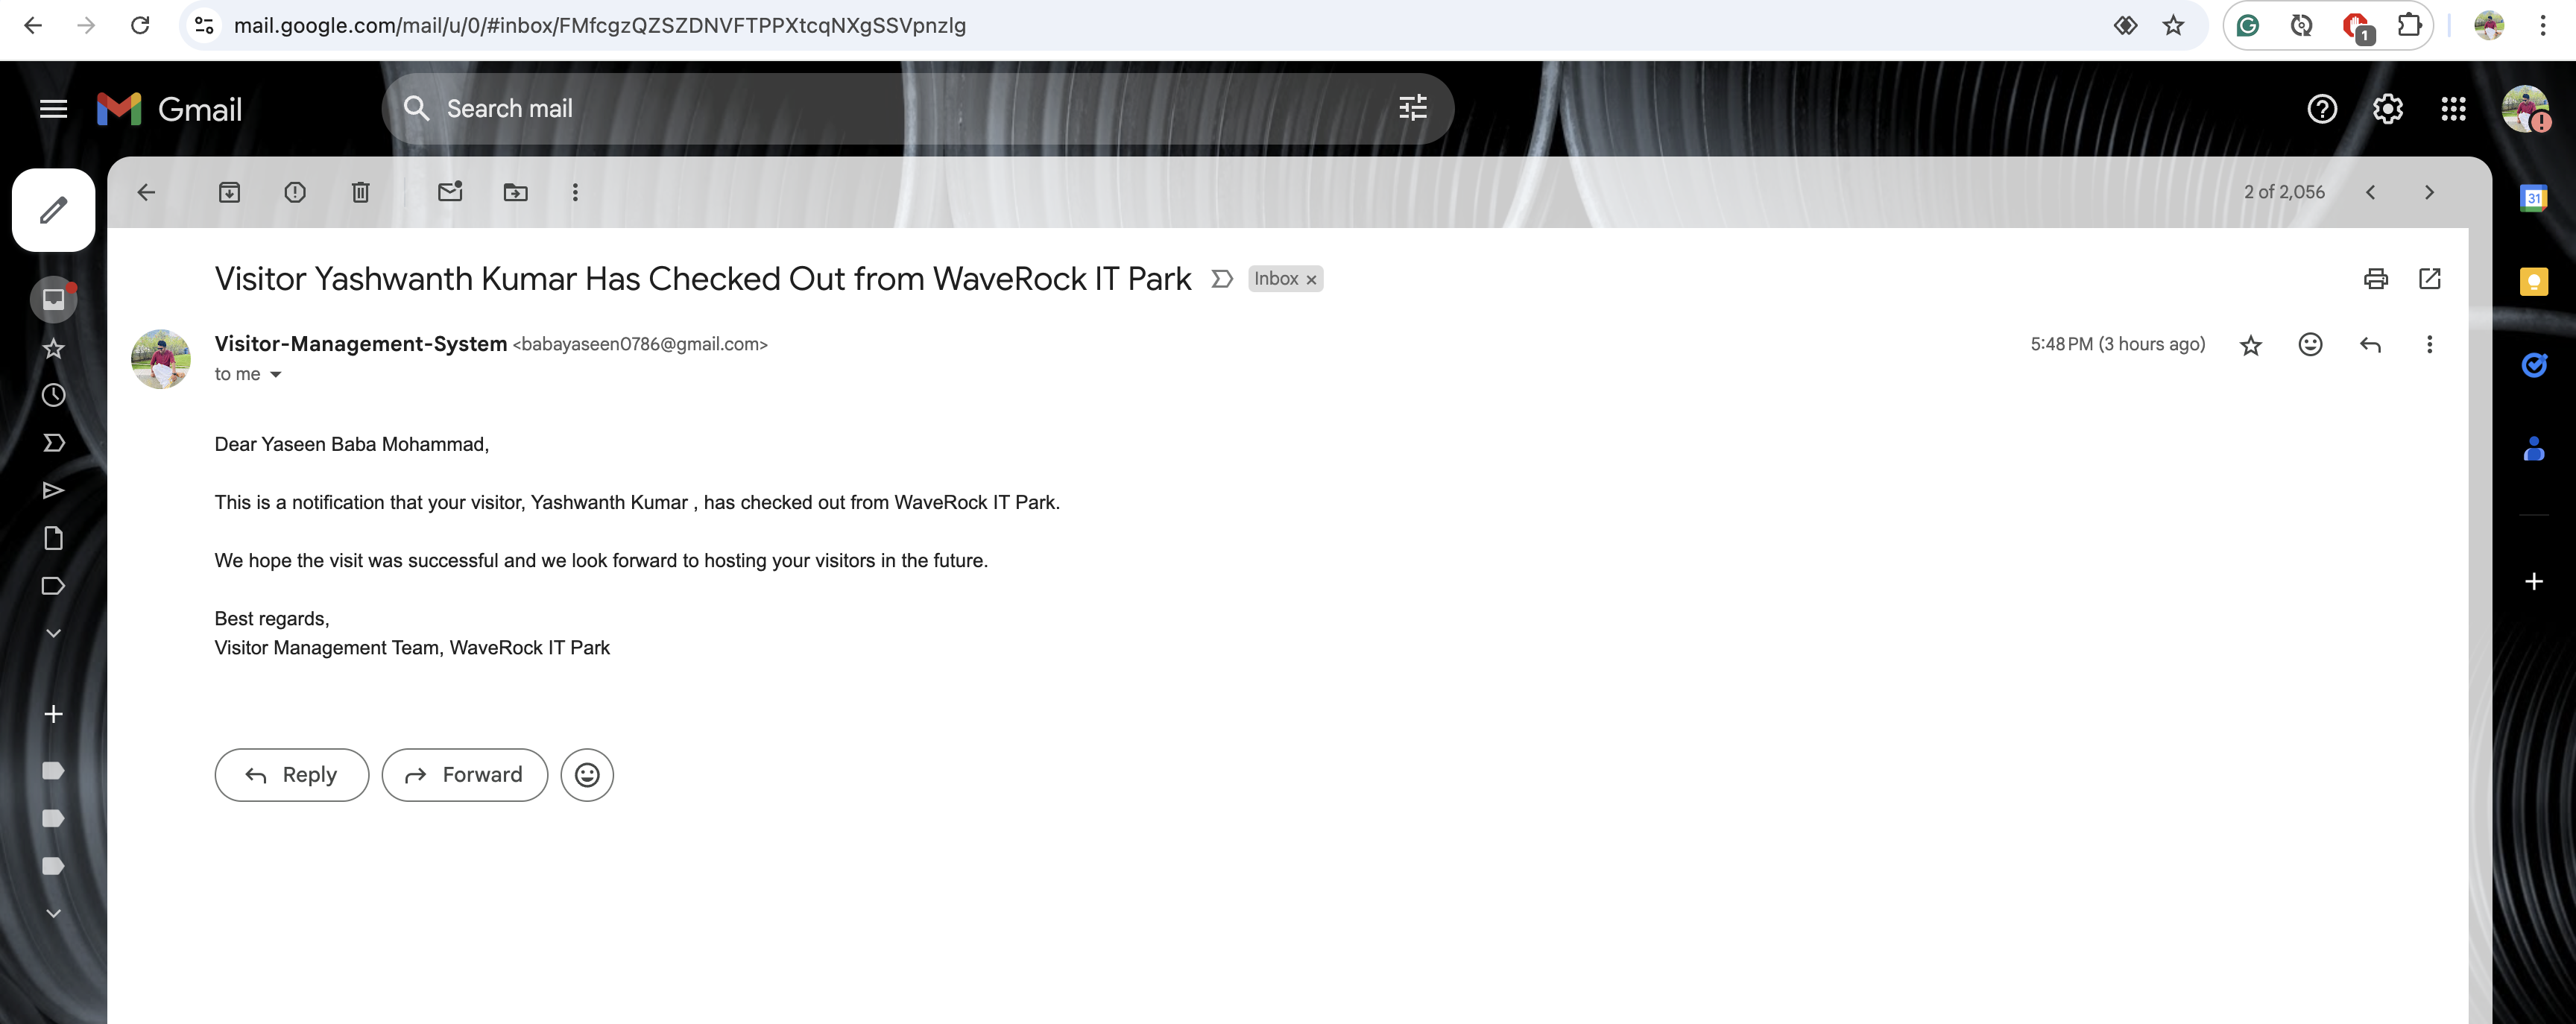 mail.google.com/mail/u/0/#inbox/FMfcgzQZSZDNVFTPPXtcqNXgSSVpnzlg
1
Gmail
Search mail
2 of 2,056
31
Visitor Yashwanth Kumar Has Checked Out from WaveRock IT Park
Inbox ×
Visitor-Management-System <babayaseen0786@gmail.com>
5:48 PM (3 hours ago)
to me
Dear Yaseen Baba Mohammad,
This is a notification that your visitor, Yashwanth Kumar , has checked out from WaveRock IT Park.
We hope the visit was successful and we look forward to hosting your visitors in the future.
Best regards,
Visitor Management Team, WaveRock IT Park
Reply
Forward